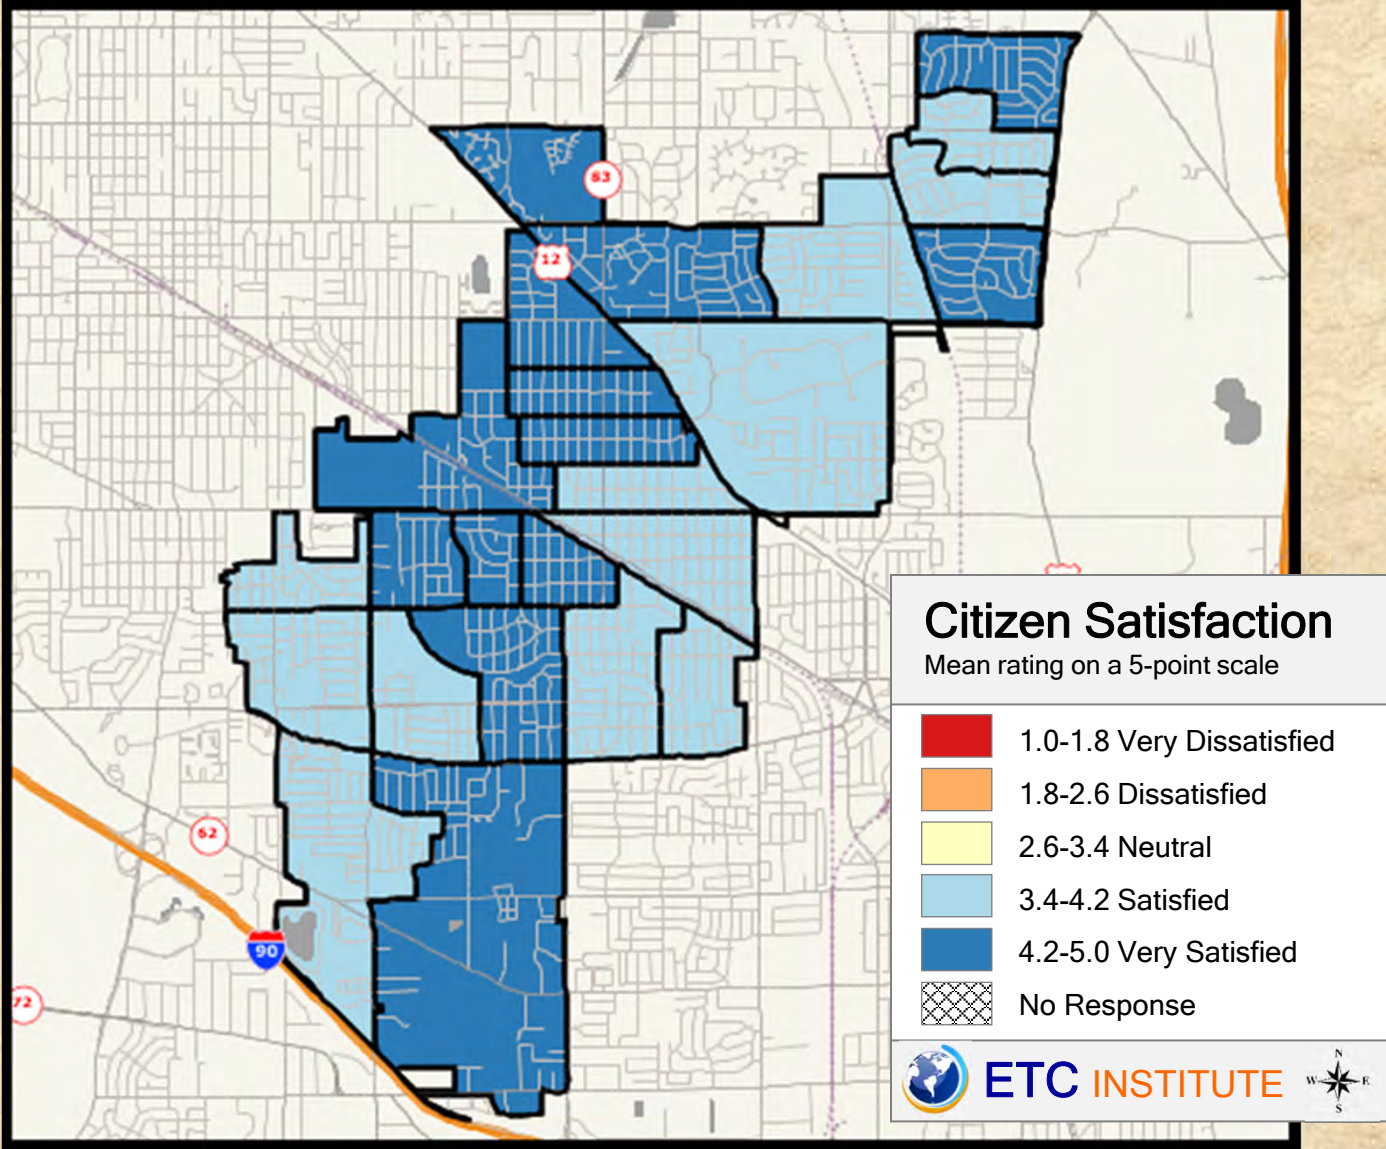 83
12
62
90
72
Citizen Satisfaction
Mean rating on a 5-point scale
1.0-1.8 Very Dissatisfied
1.8-2.6 Dissatisfied
2.6-3.4 Neutral
3.4-4.2 Satisfied
4.2-5.0 Very Satisfied
No Response
ETC INSTITUTE
N
W E
S